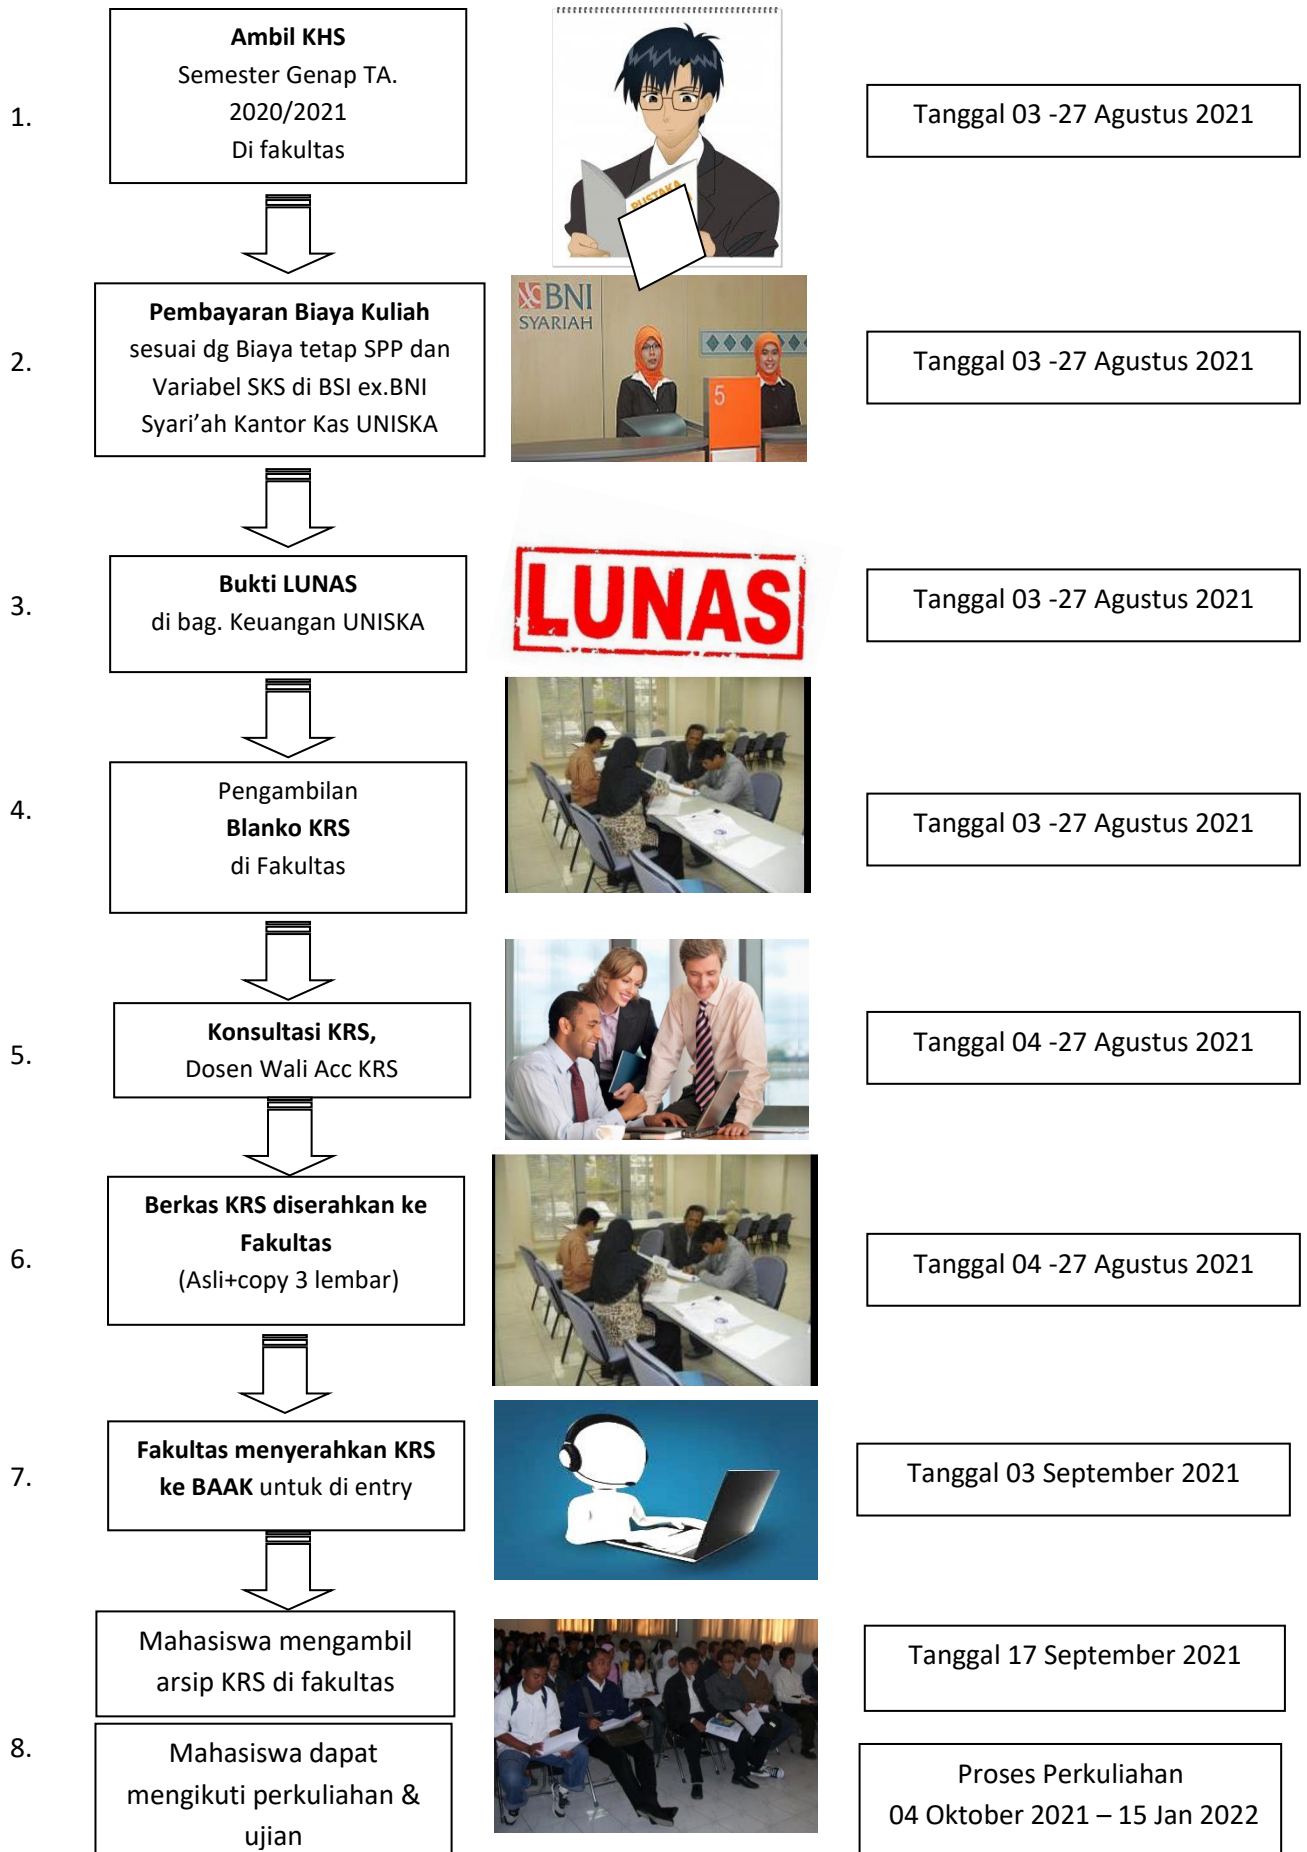 1.
Ambil KHS
Semester Genap TA.
2020/2021
Di fakultas
PUSTAKA
Tanggal 03 -27 Agustus 2021
2.
Pembayaran Biaya Kuliah
sesuai dg Biaya tetap SPP dan
Variabel SKS di BSI ex.BNI
Syari’ah Kantor Kas UNISKA
BNI
SYARIAH
5
Tanggal 03 -27 Agustus 2021
3.
Bukti LUNAS
di bag. Keuangan UNISKA
LUNAS
Tanggal 03 -27 Agustus 2021
4.
Pengambilan
Blanko KRS
di Fakultas
Tanggal 03 -27 Agustus 2021
5.
Konsultasi KRS,
Dosen Wali Acc KRS
Tanggal 04 -27 Agustus 2021
6.
Berkas KRS diserahkan ke
Fakultas
(Asli+copy 3 lembar)
Tanggal 04 -27 Agustus 2021
7.
Fakultas menyerahkan KRS
ke BAAK untuk di entry
Tanggal 03 September 2021
Mahasiswa mengambil
arsip KRS di fakultas
Tanggal 17 September 2021
8.
Mahasiswa dapat
mengikuti perkuliahan &
ujian
Proses Perkuliahan
04 Oktober 2021 – 15 Jan 2022